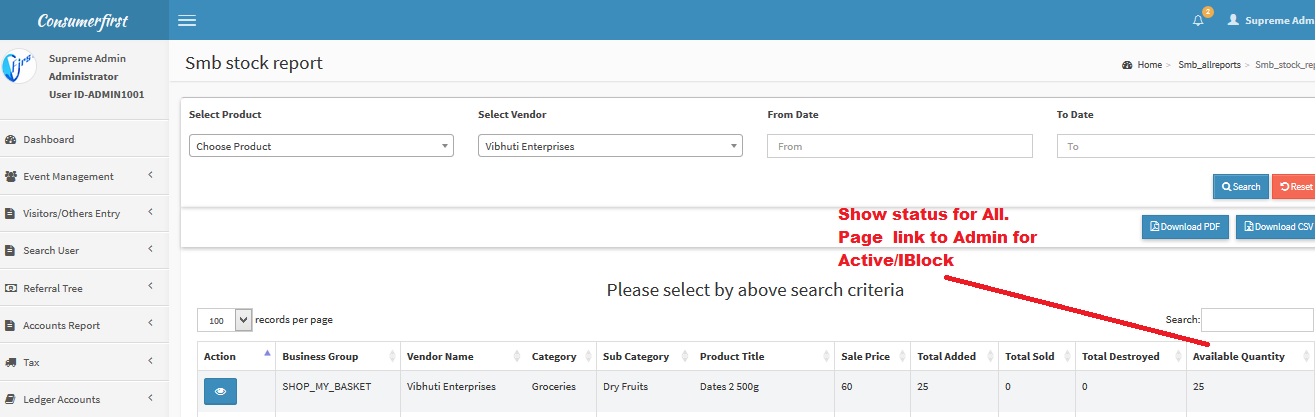 Consumerfirst
2
Supreme Adm
Supreme Admin
Administrator
User ID-ADMIN1001
Smb stock report
Home > Smb_allreports > Smb_stock_rep
Dashboard
Event Management
Visitors/Others Entry
Search User
Referral Tree
Accounts Report
Tax
Ledger Accounts
Select Product Select Vendor From Date To Date
Choose Product Vibhuti Enterprises From To
Search Reset
Download PDF Download CSV
Show status for All.
Page link to Admin for
Active/IBlock
Please select by above search criteria
100 records per page Search:
Action Business Group Vendor Name Category Sub Category Product Title Sale Price Total Added Total Sold Total Destroyed Available Quantity
SHOP_MY_BASKET Vibhuti Enterprises Groceries Dry Fruits Dates 2 500g 60 25 0 0 25